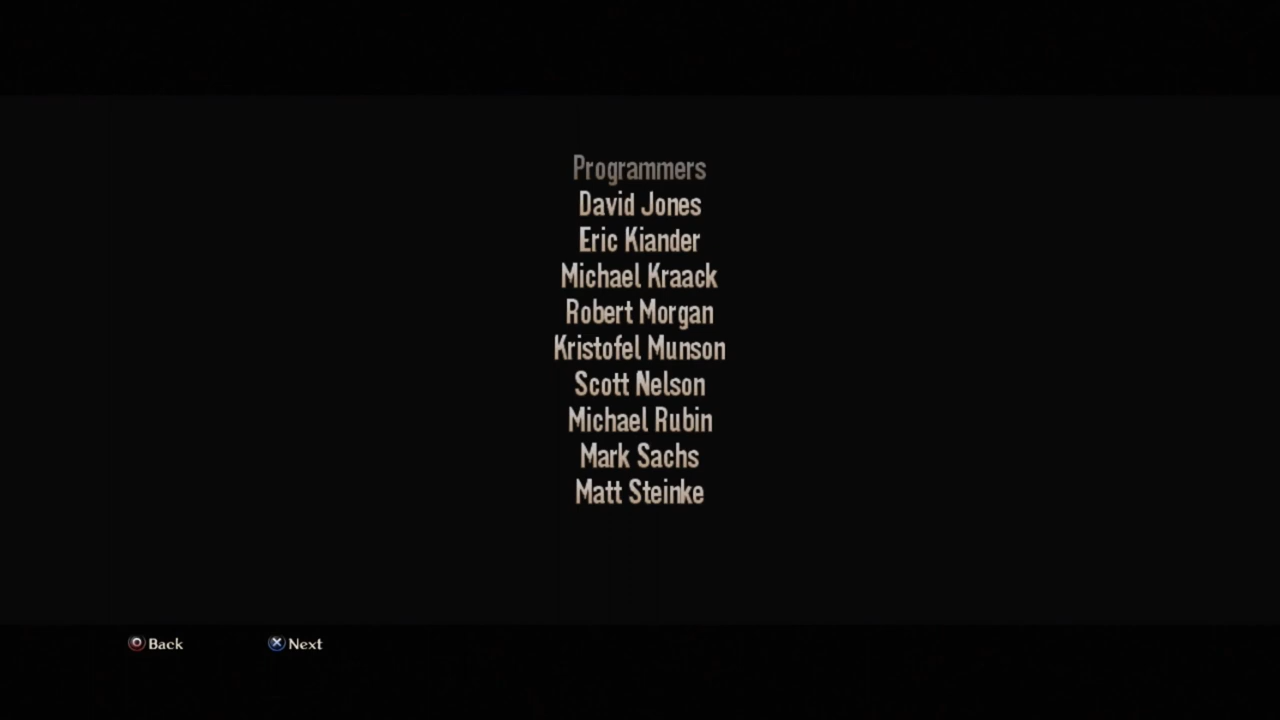 Programmers
David Jones
Eric Kiander
Michael Kraack
Robert Morgan
Kristofel Munson
Scott Nelson
Michael Rubin
Mark Sachs
Matt Steinke
Back Next